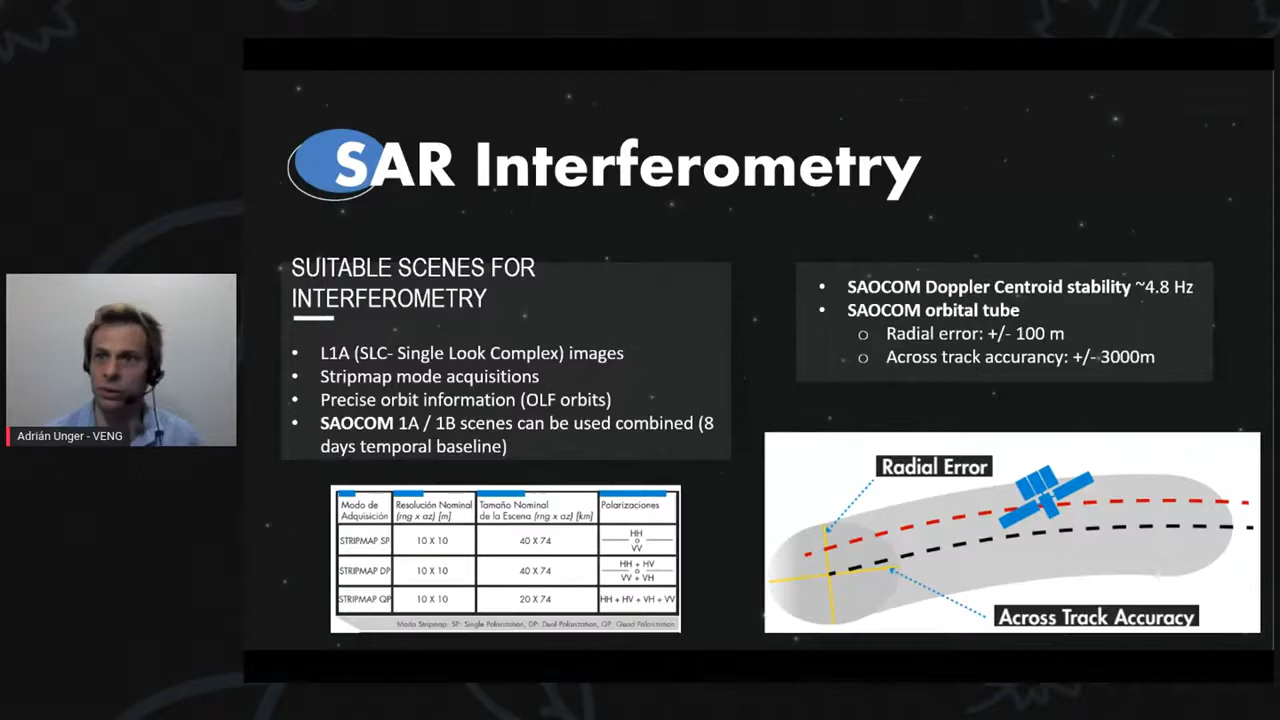 SAR Interferometry
SUITABLE SCENES FOR
INTERFEROMETRY
• L1A (SLC- Single Look Complex) images
• Stripmap mode acquisitions
• Precise orbit information (OLF orbits)
• SAOCOM 1A / 1B scenes can be used combined (8
days temporal baseline)
• SAOCOM Doppler Centroid stability ~4.8 Hz
• SAOCOM orbital tube
o Radial error: +/- 100 m
o Across track accurancy: +/- 3000m
Adrián Unger - VENG
Modo de
Adquisición
Resolución Nominal
(rng x az) [m]
Tamaño Nominal
de la Escena (rng x az) [km]
Polarizaciones
STRIPMAP SP
10 X 10
40 X 74
HH
o
VV
STRIPMAP DP
10 X 10
40 X 74
HH + HV
o
VV + VH
STRIPMAP QP
10 X 10
20 X 74
HH + HV + VH + VV
Modo Stripmap: SP: Single Polarization, DP: Dual Polarization, QP: Quad Polarization
Radial Error
Across Track Accuracy